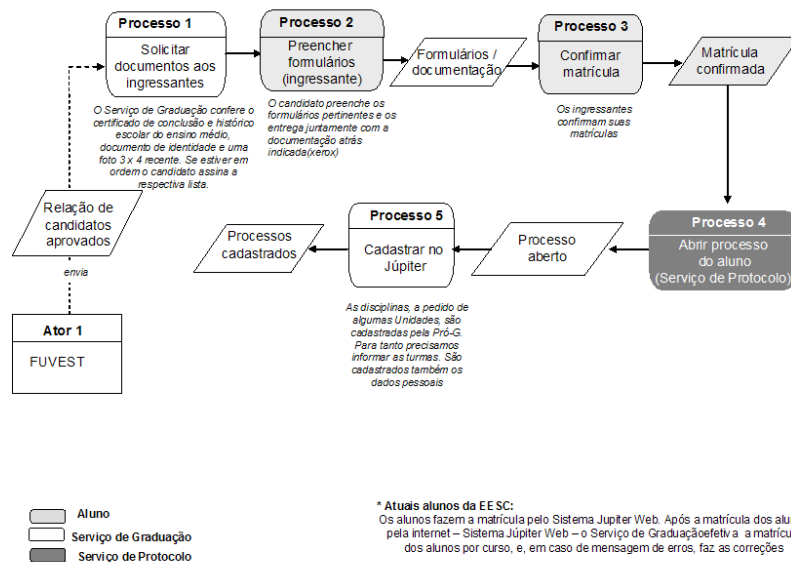 Processo 1
Solicitar
documentos aos
ingressantes
O Serviço de Graduação confere o
certificado de conclusão e histórico
escolar do ensino médio,
documento de identidade e uma
foto 3 x 4 recente. Se estiver em
ordem o candidato assina a
respectiva lista.
Processo 2
Preencher
formulários
(ingressante)
O candidato preenche os
formulários pertinentes e os
entrega juntamente com a
documentação atrás
indicada(xerox)
Formulários /
documentação
Processo 3
Confirmar
matrícula
Os ingressantes
confirmam suas
matrículas
Matrícula
confirmada
Processo 4
Abrir processo
do aluno
(Serviço de Protocolo)
Processo
aberto
Processo 5
Cadastrar no
Júpiter
As disciplinas, a pedido de
algumas Unidades, são
cadastradas pela Pró-G.
Para tanto precisamos
informar as turmas. São
cadastrados também os
dados pessoais
Processos
cadastrados
Relação de
candidatos
aprovados
envia
Ator 1
FUVEST
Aluno
Serviço de Graduação
Serviço de Protocolo
* Atuais alunos da EESC:
Os alunos fazem a matrícula pelo Sistema Jupiter Web. Após a matrícula dos
pela internet – Sistema Júpiter Web – o Serviço de Graduaçãoefetiva a
dos alunos por curso, e, em caso de mensagem de erros, faz as correções